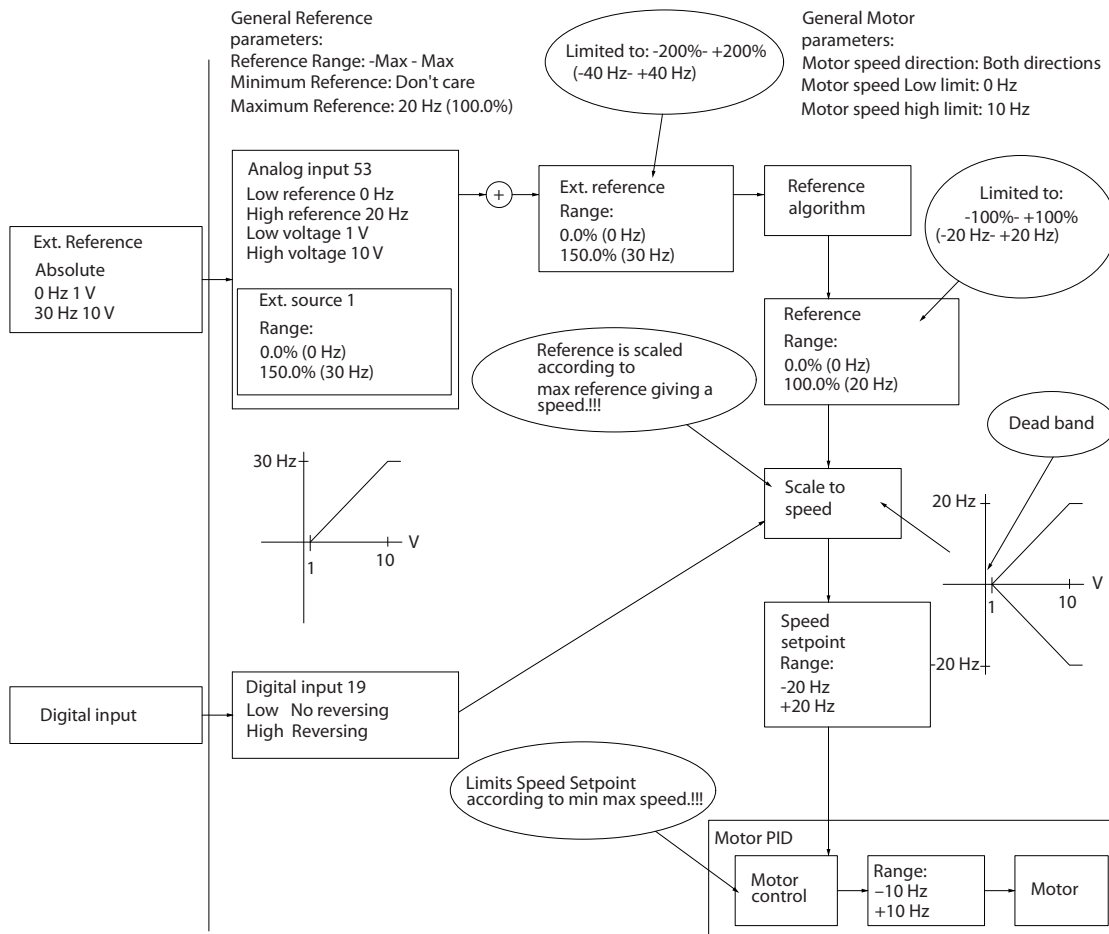 General Reference
parameters:
Reference Range: -Max - Max
Minimum Reference: Don't care
Maximum Reference: 20 Hz (100.0%)
Limited to: -200%- +200%
(-40 Hz- +40 Hz)
General Motor
parameters:
Motor speed direction: Both directions
Motor speed Low limit: 0 Hz
Motor speed high limit: 10 Hz
Ext. Reference
Absolute
0 Hz 1 V
30 Hz 10 V
Analog input 53
Low reference 0 Hz
High reference 20 Hz
Low voltage 1 V
High voltage 10 V
Ext. source 1
Range:
0.0% (0 Hz)
150.0% (30 Hz)
+
Ext. reference
Range:
0.0% (0 Hz)
150.0% (30 Hz)
Reference
algorithm
Limited to:
-100%- +100%
(-20 Hz- +20 Hz)
Reference
Range:
0.0% (0 Hz)
100.0% (20 Hz)
Reference is scaled
according to
max reference giving a
speed.!!!
Dead band
30 Hz
1
10
V
Scale to
speed
20 Hz
1
10
V
-20 Hz
Speed
setpoint
Range:
-20 Hz
+20 Hz
Digital input
Digital input 19
Low No reversing
High Reversing
Limits Speed Setpoint
according to min max speed.!!!
Motor PID
Motor
control
Range:
–10 Hz
+10 Hz
Motor